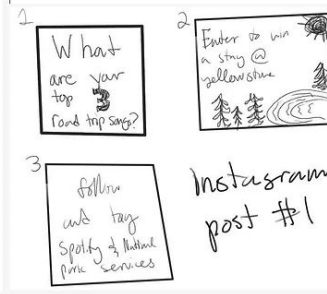 1
What
are your
top 3
road trip songs?
2
Enter to win
a stay @
yellowstone
3
follow
and tag
Spotify & National
park services
Instagram
post #1